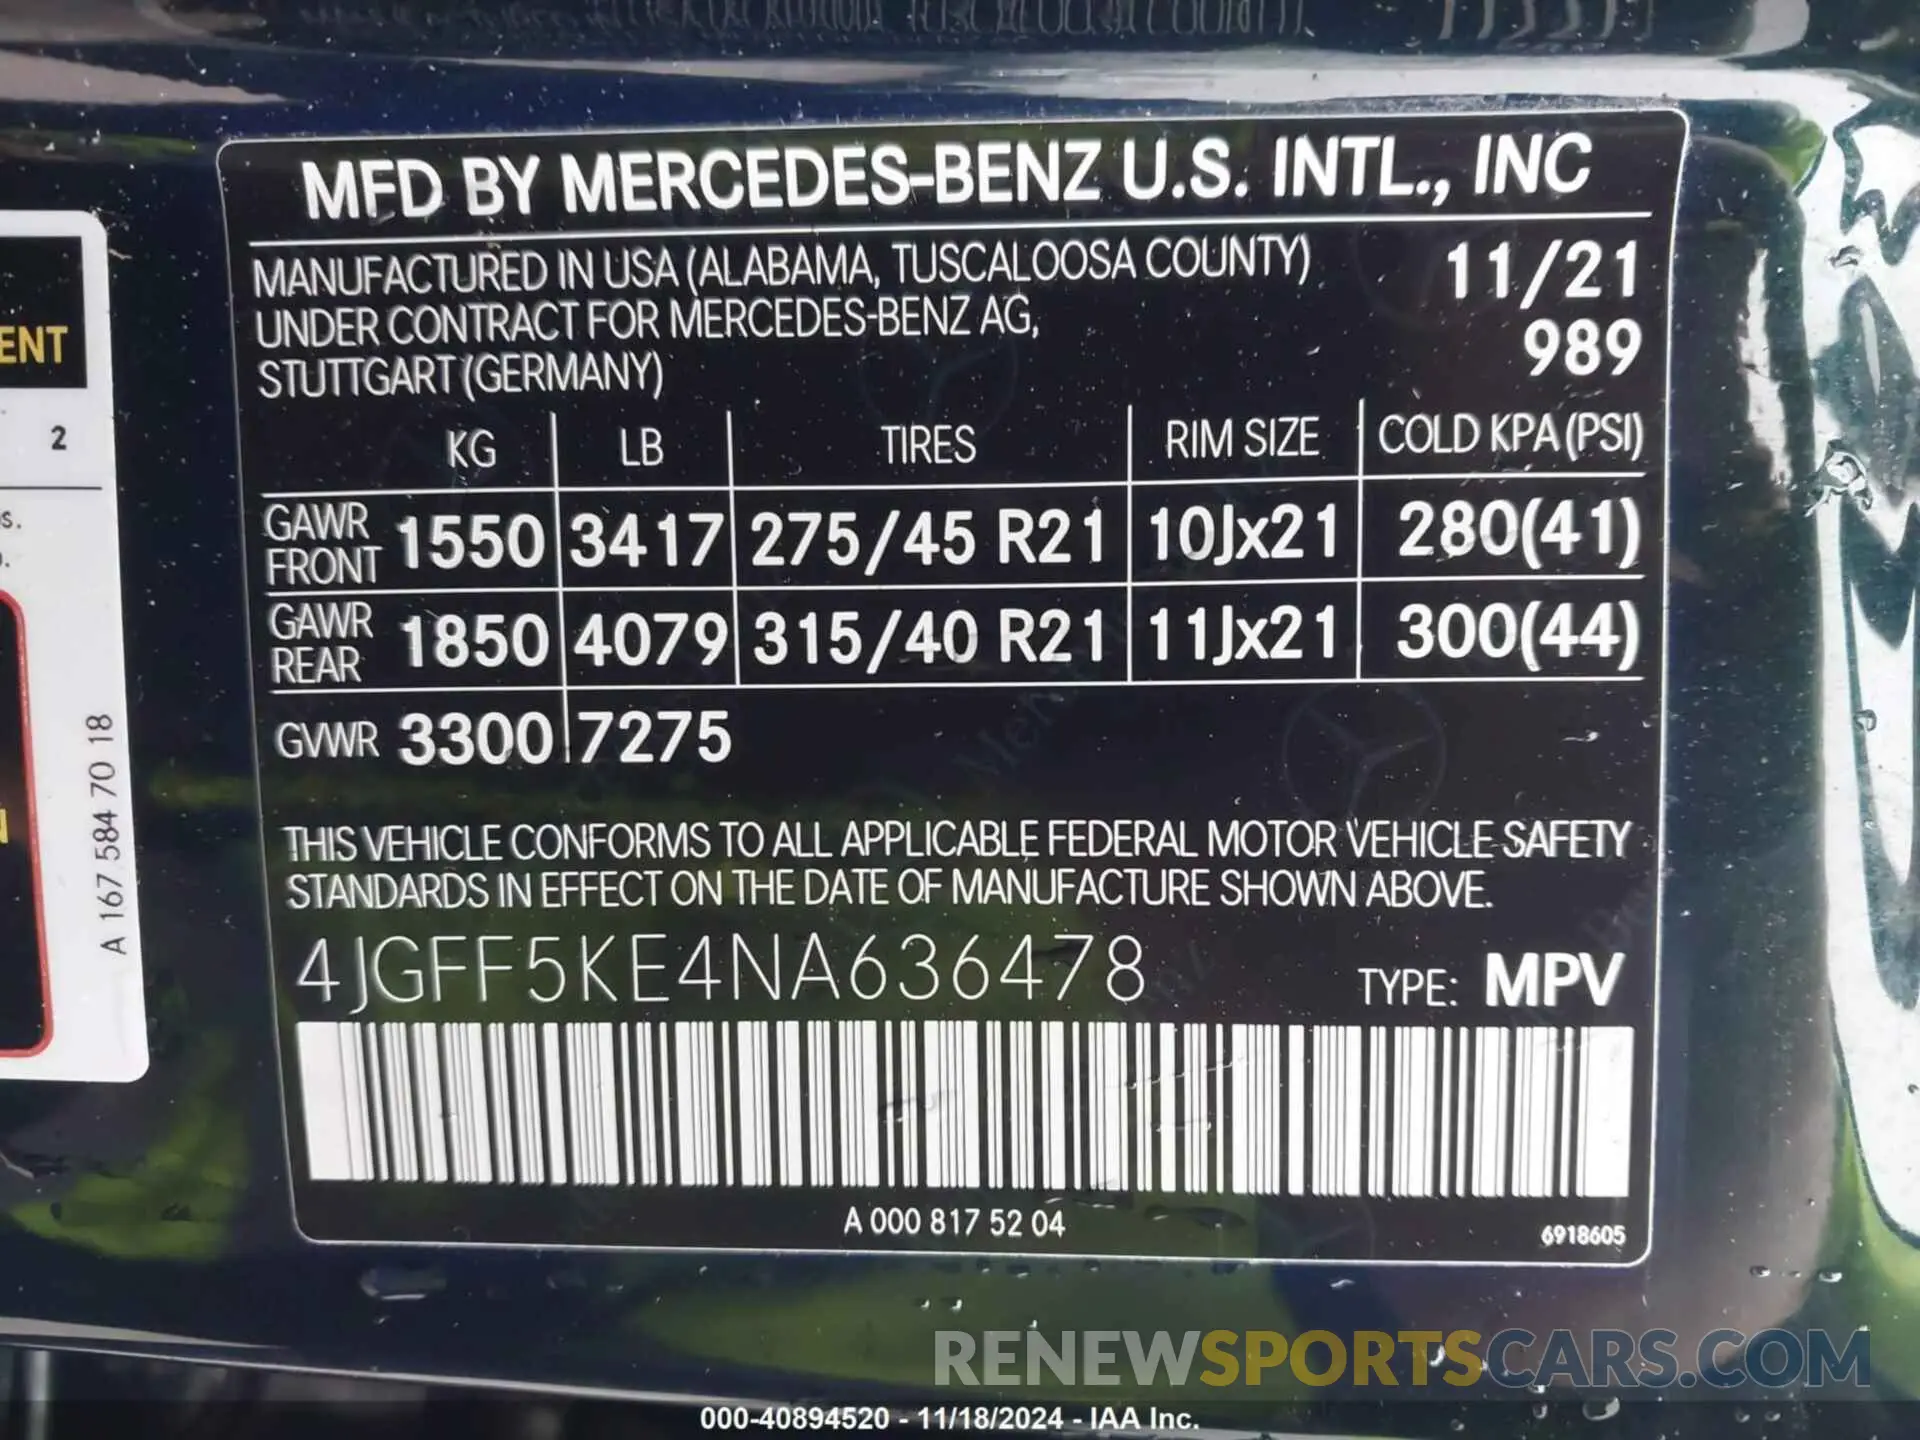 MFD BY MERCEDES-BENZ U.S. INTL., INC
MANUFACTURED IN USA (ALABAMA, TUSCALOOSA COUNTY) 11/21
UNDER CONTRACT FOR MERCEDES-BENZ AG, 989
STUTTGART (GERMANY)
KG LB TIRES RIM SIZE COLD KPA (PSI)
GAWR FRONT 1550 3417 275/45 R21 10Jx21 280(41)
GAWR REAR 1850 4079 315/40 R21 11Jx21 300(44)
GVWR 3300 7275
THIS VEHICLE CONFORMS TO ALL APPLICABLE FEDERAL MOTOR VEHICLE SAFETY
STANDARDS IN EFFECT ON THE DATE OF MANUFACTURE SHOWN ABOVE.
4JGFF5KE4NA636478 TYPE: MPV
A 000 817 52 04 6918605
ENT
2
A 167 584 70 18
RENEWSPORTSCARS.COM
000-40894520 - 11/18/2024 - IAA Inc.